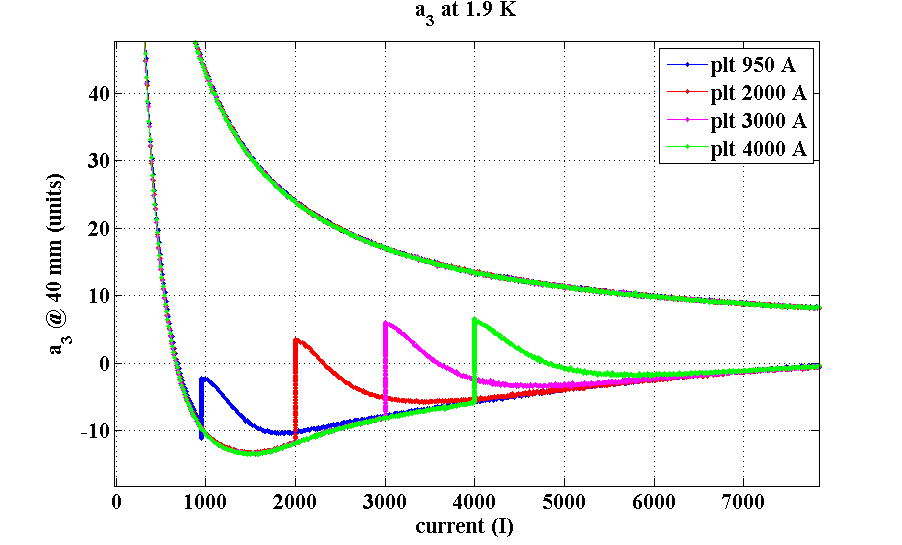 a3 at 1.9 K
plt 950 A
plt 2000 A
plt 3000 A
plt 4000 A
a3 @ 40 mm (units)
40
30
20
10
0
-10
0 1000 2000 3000 4000 5000 6000 7000
current (I)